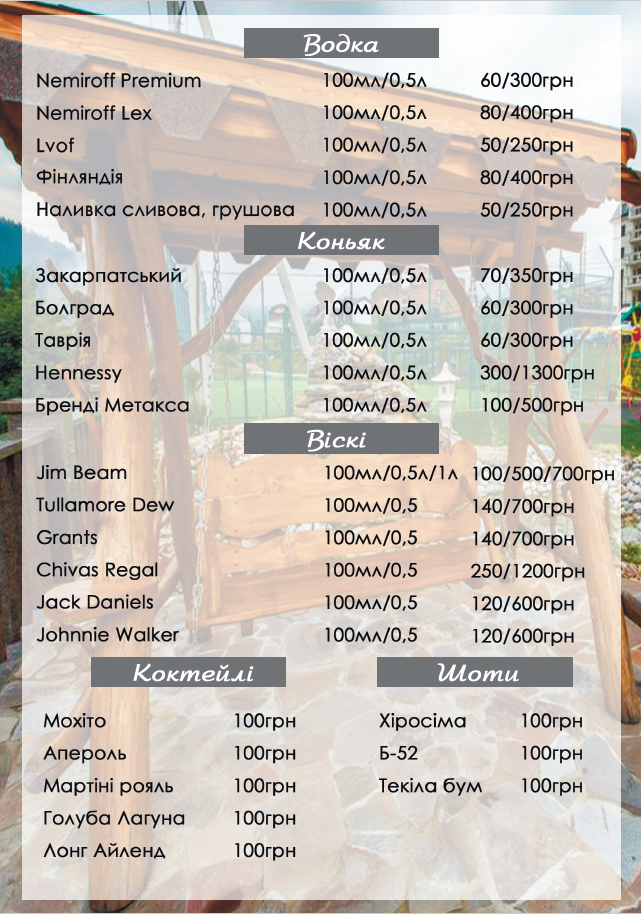 Водка
Nemiroff Premium 100мл/0,5л 60/300грн
Nemiroff Lex 100мл/0,5л 80/400грн
Lvof 100мл/0,5л 50/250грн
Фінляндія 100мл/0,5л 80/400грн
Наливка сливова, грушова 100мл/0,5л 50/250грн
Коньяк
Закарпатський 100мл/0,5л 70/350грн
Болград 100мл/0,5л 60/300грн
Таврія 100мл/0,5л 60/300грн
Hennessy 100мл/0,5л 300/1300грн
Бренді Метакса 100мл/0,5л 100/500грн
Віскі
Jim Beam 100мл/0,5л/1л 100/500/700грн
Tullamore Dew 100мл/0,5 140/700грн
Grants 100мл/0,5 140/700грн
Chivas Regal 100мл/0,5 250/1200грн
Jack Daniels 100мл/0,5 120/600грн
Johnnie Walker 100мл/0,5 120/600грн
Коктейлі
Мохіто 100грн
Апероль 100грн
Мартіні рояль 100грн
Голуба Лагуна 100грн
Лонг Айленд 100грн
Шоти
Хіросіма 100грн
Б-52 100грн
Текіла бум 100грн